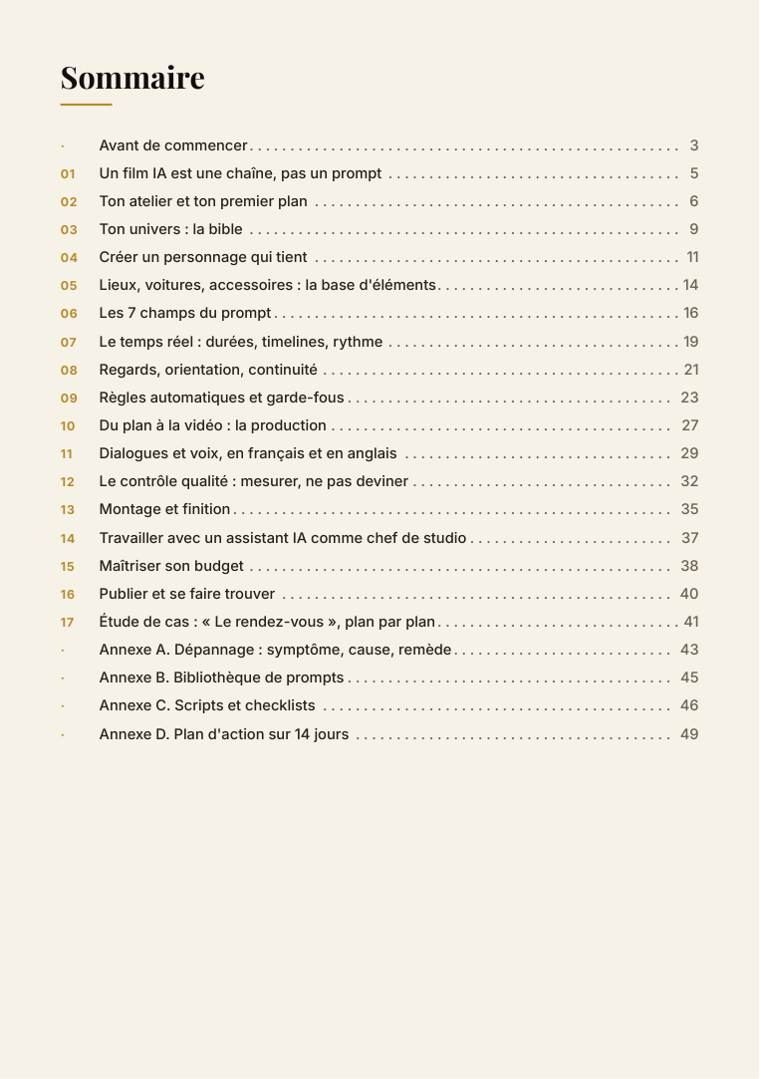 Sommaire
· Avant de commencer 3
01 Un film IA est une chaîne, pas un prompt 5
02 Ton atelier et ton premier plan 6
03 Ton univers : la bible 9
04 Créer un personnage qui tient 11
05 Lieux, voitures, accessoires : la base d'éléments 14
06 Les 7 champs du prompt 16
07 Le temps réel : durées, timelines, rythme 19
08 Regards, orientation, continuité 21
09 Règles automatiques et garde-fous 23
10 Du plan à la vidéo : la production 27
11 Dialogues et voix, en français et en anglais 29
12 Le contrôle qualité : mesurer, ne pas deviner 32
13 Montage et finition 35
14 Travailler avec un assistant IA comme chef de studio 37
15 Maîtriser son budget 38
16 Publier et se faire trouver 40
17 Étude de cas : « Le rendez-vous », plan par plan 41
· Annexe A. Dépannage : symptôme, cause, remède 43
· Annexe B. Bibliothèque de prompts 45
· Annexe C. Scripts et checklists 46
· Annexe D. Plan d'action sur 14 jours 49